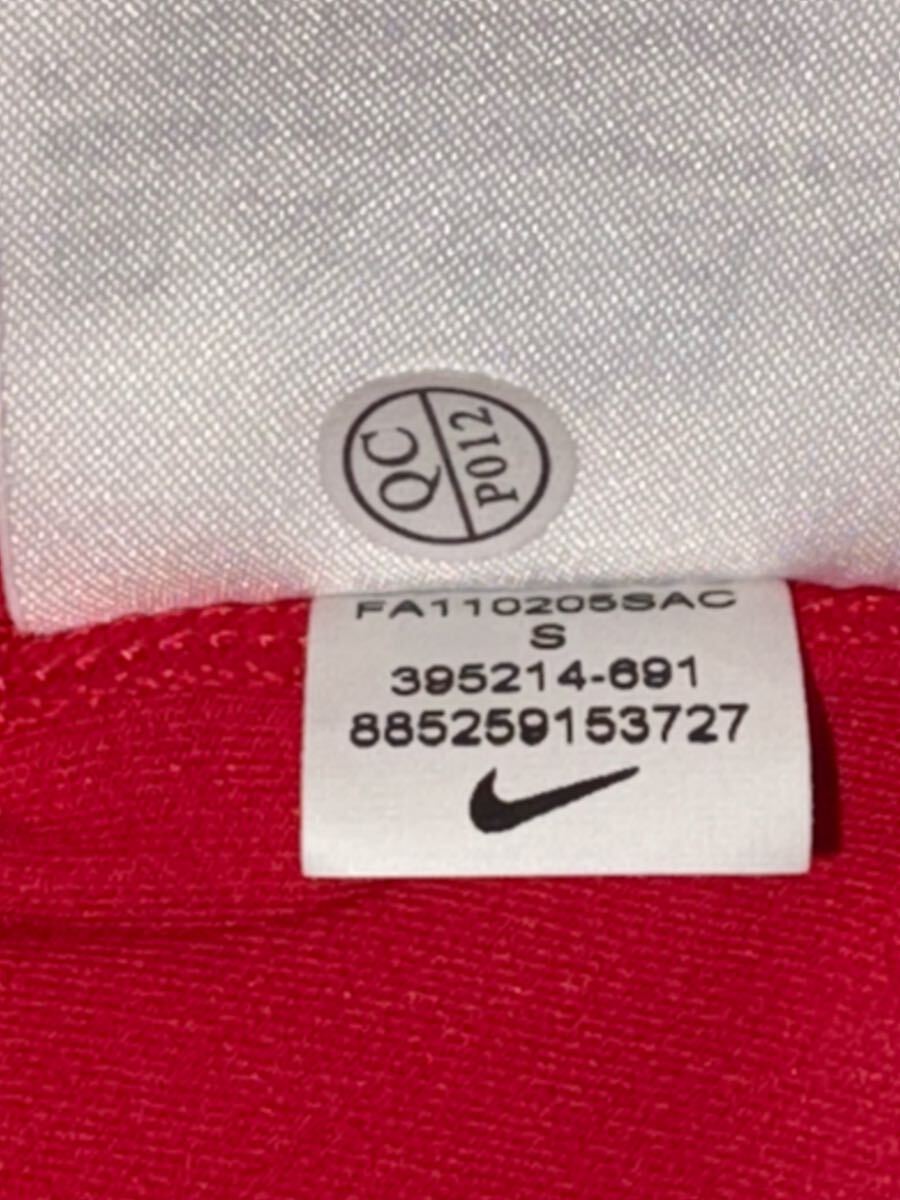 QC
P012
FA110205SAC
S
395214-691
885259153727